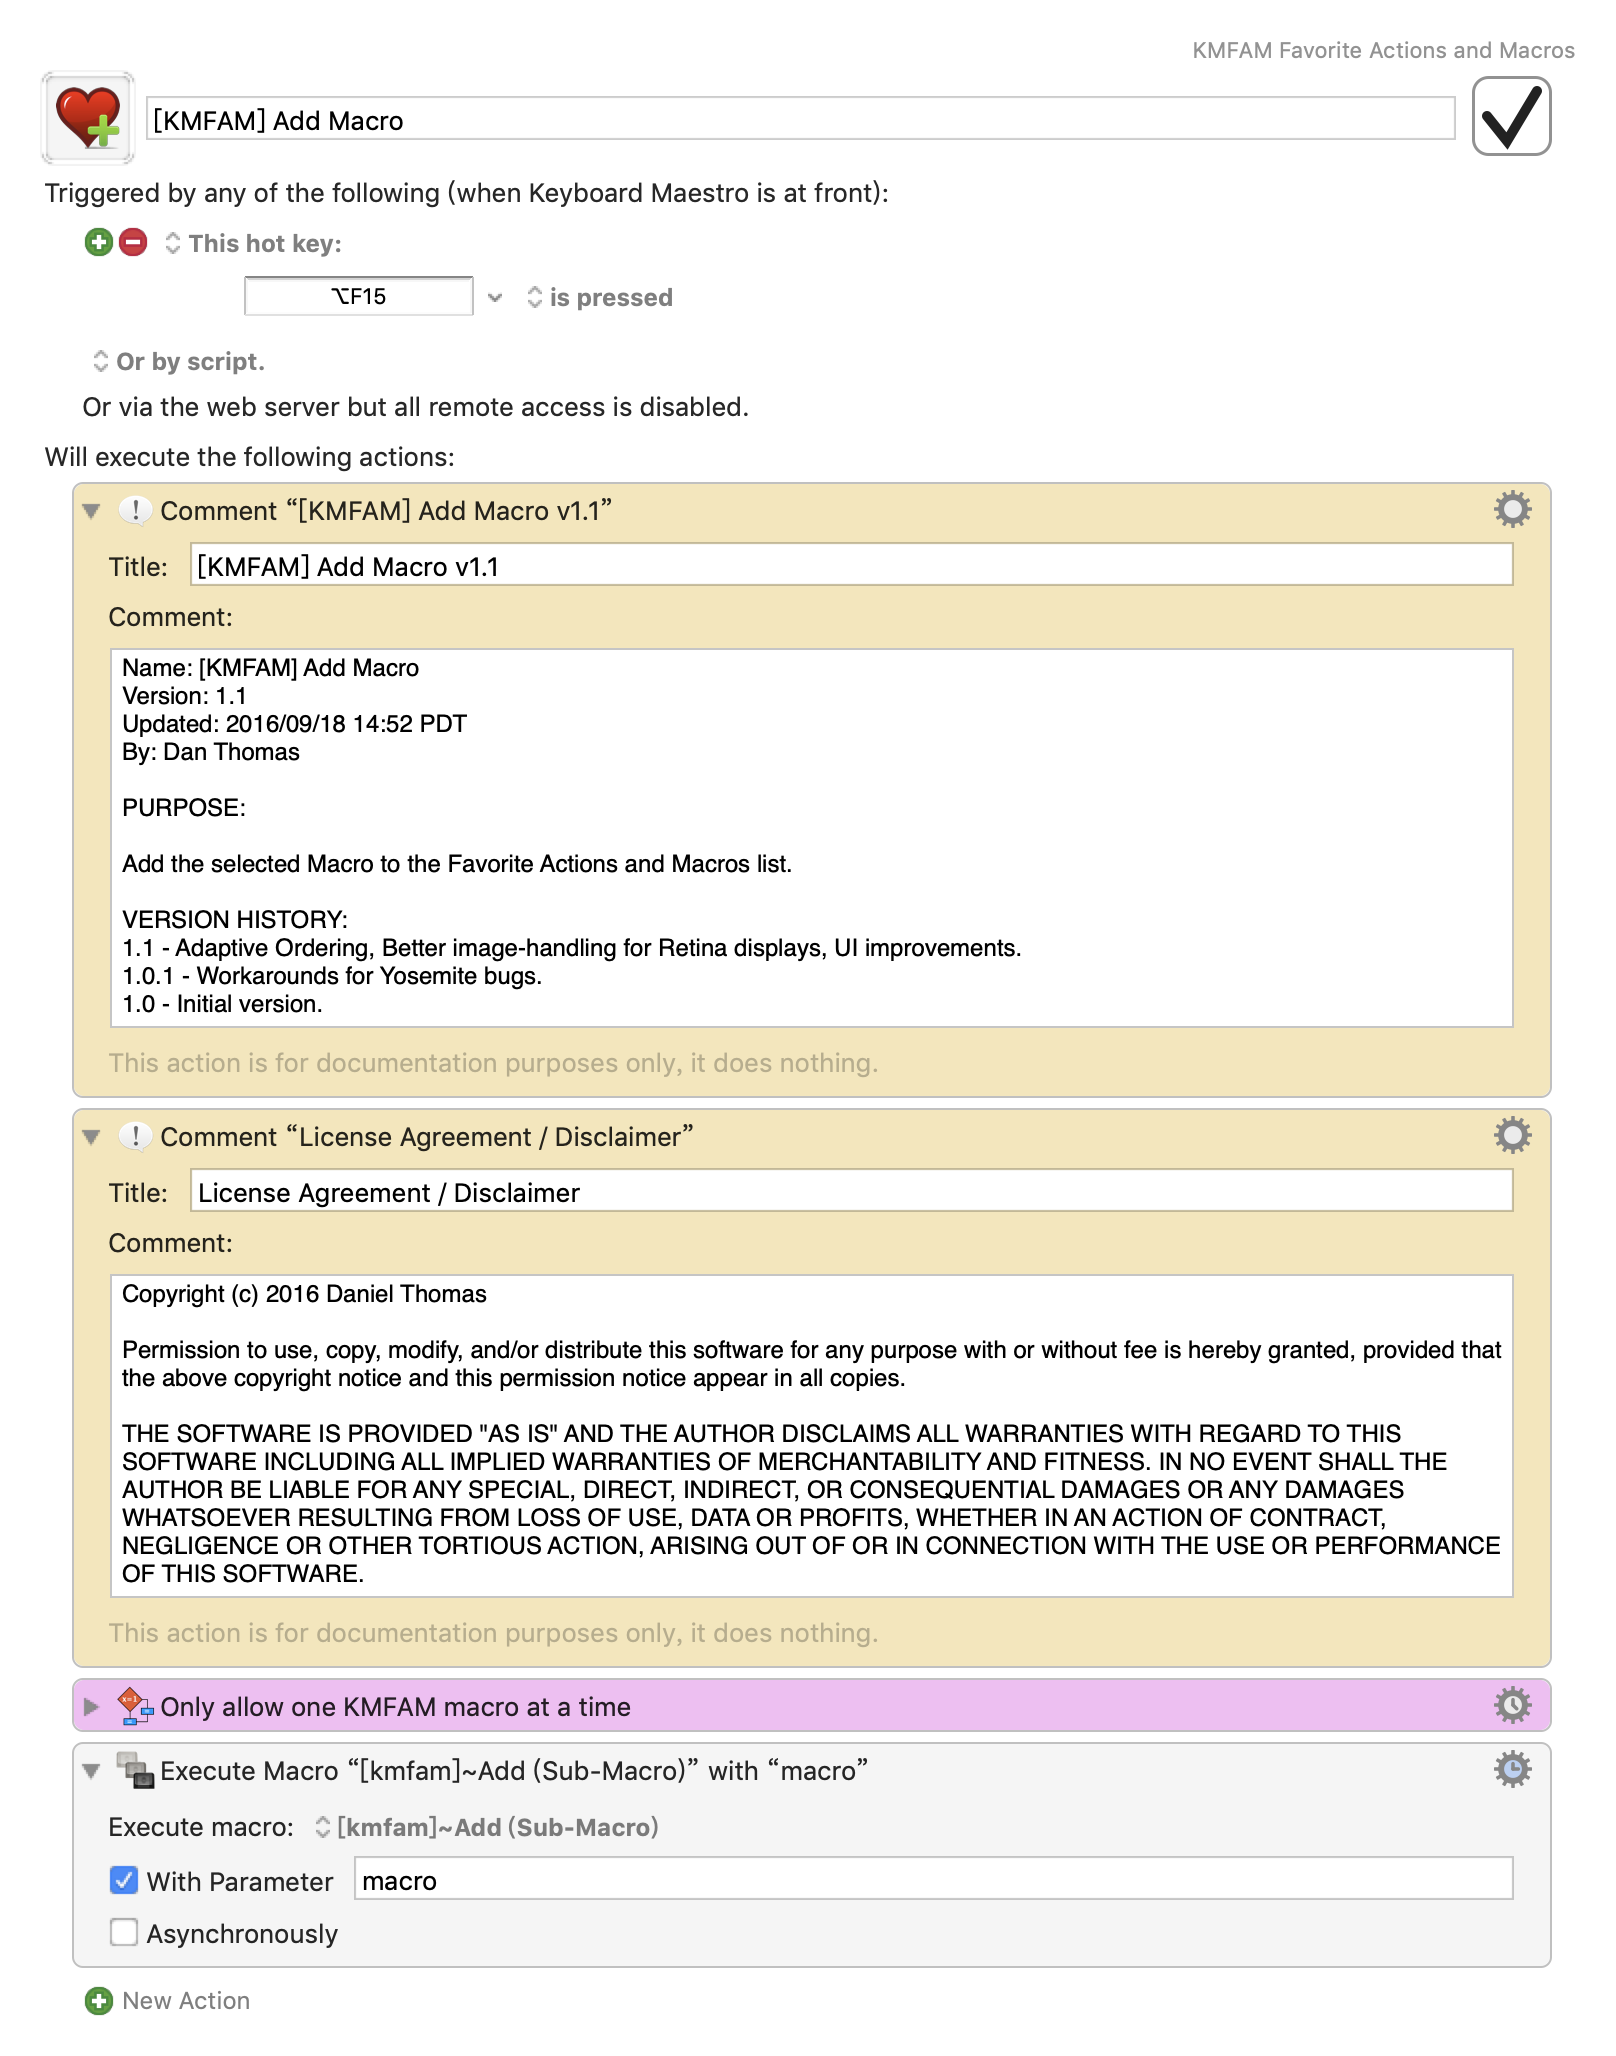 KMFAM Favorite Actions and Macros
[KMFAM] Add Macro
Triggered by any of the following (when Keyboard Maestro is at front):
This hot key:
⌥F15
is pressed
Or by script.
Or via the web server but all remote access is disabled.
Will execute the following actions:
Comment “[KMFAM] Add Macro v1.1”
Title: [KMFAM] Add Macro v1.1
Comment:
Name: [KMFAM] Add Macro
Version: 1.1
Updated: 2016/09/18 14:52 PDT
By: Dan Thomas
PURPOSE:
Add the selected Macro to the Favorite Actions and Macros list.
VERSION HISTORY:
1.1 - Adaptive Ordering, Better image-handling for Retina displays, UI improvements.
1.0.1 - Workarounds for Yosemite bugs.
1.0 - Initial version.
This action is for documentation purposes only, it does nothing.
Comment “License Agreement / Disclaimer”
Title: License Agreement / Disclaimer
Comment:
Copyright (c) 2016 Daniel Thomas
Permission to use, copy, modify, and/or distribute this software for any purpose with or without fee is hereby granted, provided that
the above copyright notice and this permission notice appear in all copies.
THE SOFTWARE IS PROVIDED "AS IS" AND THE AUTHOR DISCLAIMS ALL WARRANTIES WITH REGARD TO THIS
SOFTWARE INCLUDING ALL IMPLIED WARRANTIES OF MERCHANTABILITY AND FITNESS. IN NO EVENT SHALL THE
AUTHOR BE LIABLE FOR ANY SPECIAL, DIRECT, INDIRECT, OR CONSEQUENTIAL DAMAGES OR ANY DAMAGES
WHATSOEVER RESULTING FROM LOSS OF USE, DATA OR PROFITS, WHETHER IN AN ACTION OF CONTRACT,
NEGLIGENCE OR OTHER TORTIOUS ACTION, ARISING OUT OF OR IN CONNECTION WITH THE USE OR PERFORMANCE
OF THIS SOFTWARE.
This action is for documentation purposes only, it does nothing.
Only allow one KMFAM macro at a time
Execute Macro “[kmfam]~Add (Sub-Macro)” with “macro”
Execute macro: [kmfam]~Add (Sub-Macro)
With Parameter macro
Asynchronously
New Action